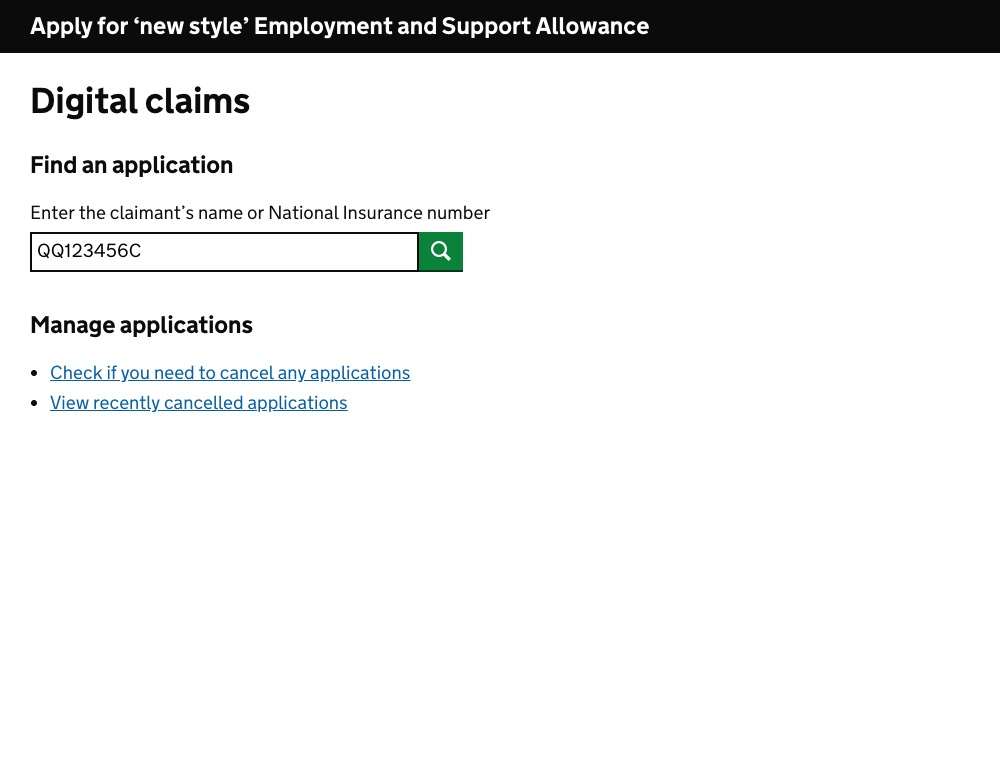 Apply for ‘new style’ Employment and Support Allowance
Digital claims
Find an application
Enter the claimant’s name or National Insurance number
QQ123456C
Manage applications
Check if you need to cancel any applications
View recently cancelled applications